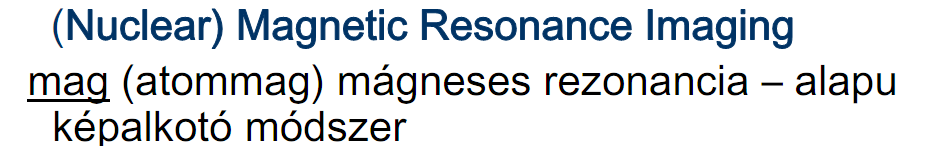 (Nuclear) Magnetic Resonance Imaging
mag (atommag) mágneses rezonancia – alapu
képalkotó módszer